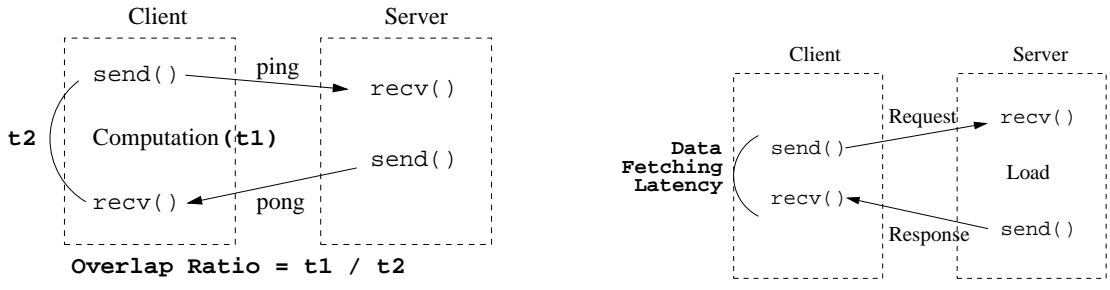 Client Server
send() ping
recv()
t2 Computation(t1)
send()
recv() pong
Overlap Ratio = t1 / t2
Client Server
Request recv()
Data send()
Fetching Load
Latency recv()
Response send()